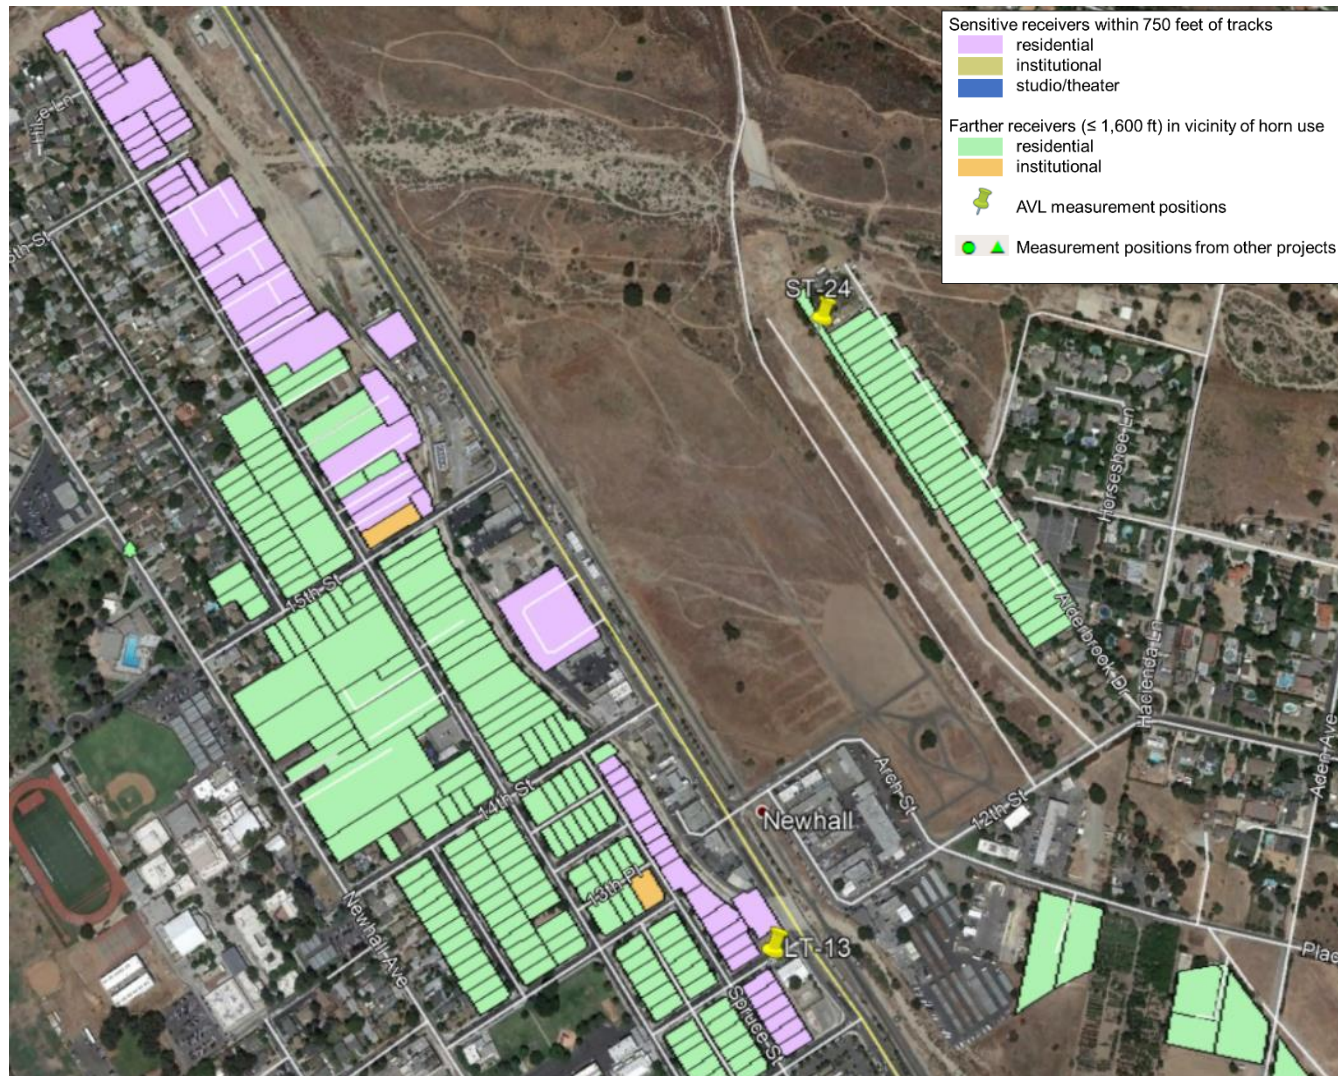 Sensitive receivers within 750 feet of tracks
residential
institutional
studio/theater
Farther receivers (≤ 1,600 ft) in vicinity of horn use
residential
institutional
AVL measurement positions
Measurement positions from other projects
ST-24
Horseshoe Ln
15th St
Alderbrook Dr
Hacienda Ln
Aden Ave
Arch St
14th St
12th St
Newhall
13th Pl
Newhall Ave
LT-13
Spruce St